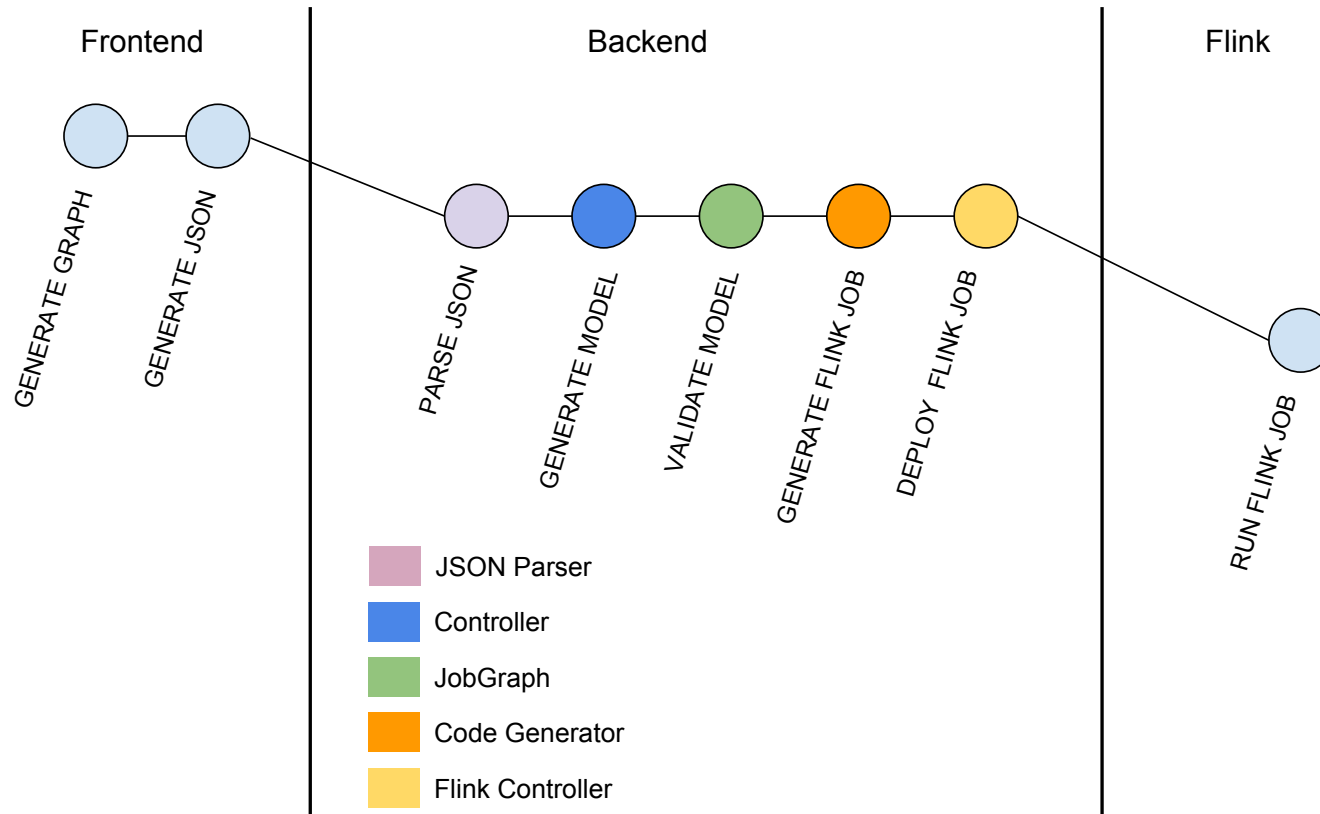 Frontend
Backend
Flink
GENERATE GRAPH
GENERATE JSON
PARSE JSON
GENERATE MODEL
VALIDATE MODEL
GENERATE FLINK JOB
DEPLOY FLINK JOB
RUN FLINK JOB
JSON Parser
Controller
JobGraph
Code Generator
Flink Controller